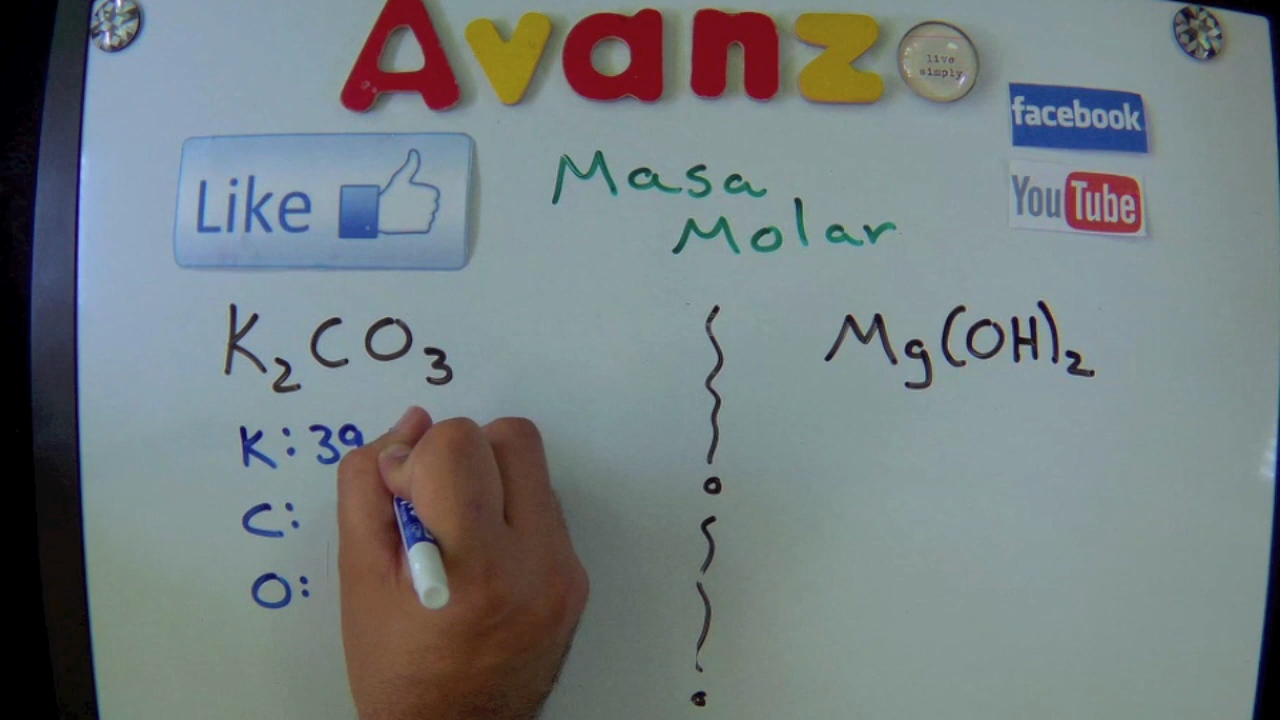 Avanz
live
simply
facebook
Like
YouTube
Masa
Molar
K₂CO₃
Mg(OH)₂
K: 39
C:
O: